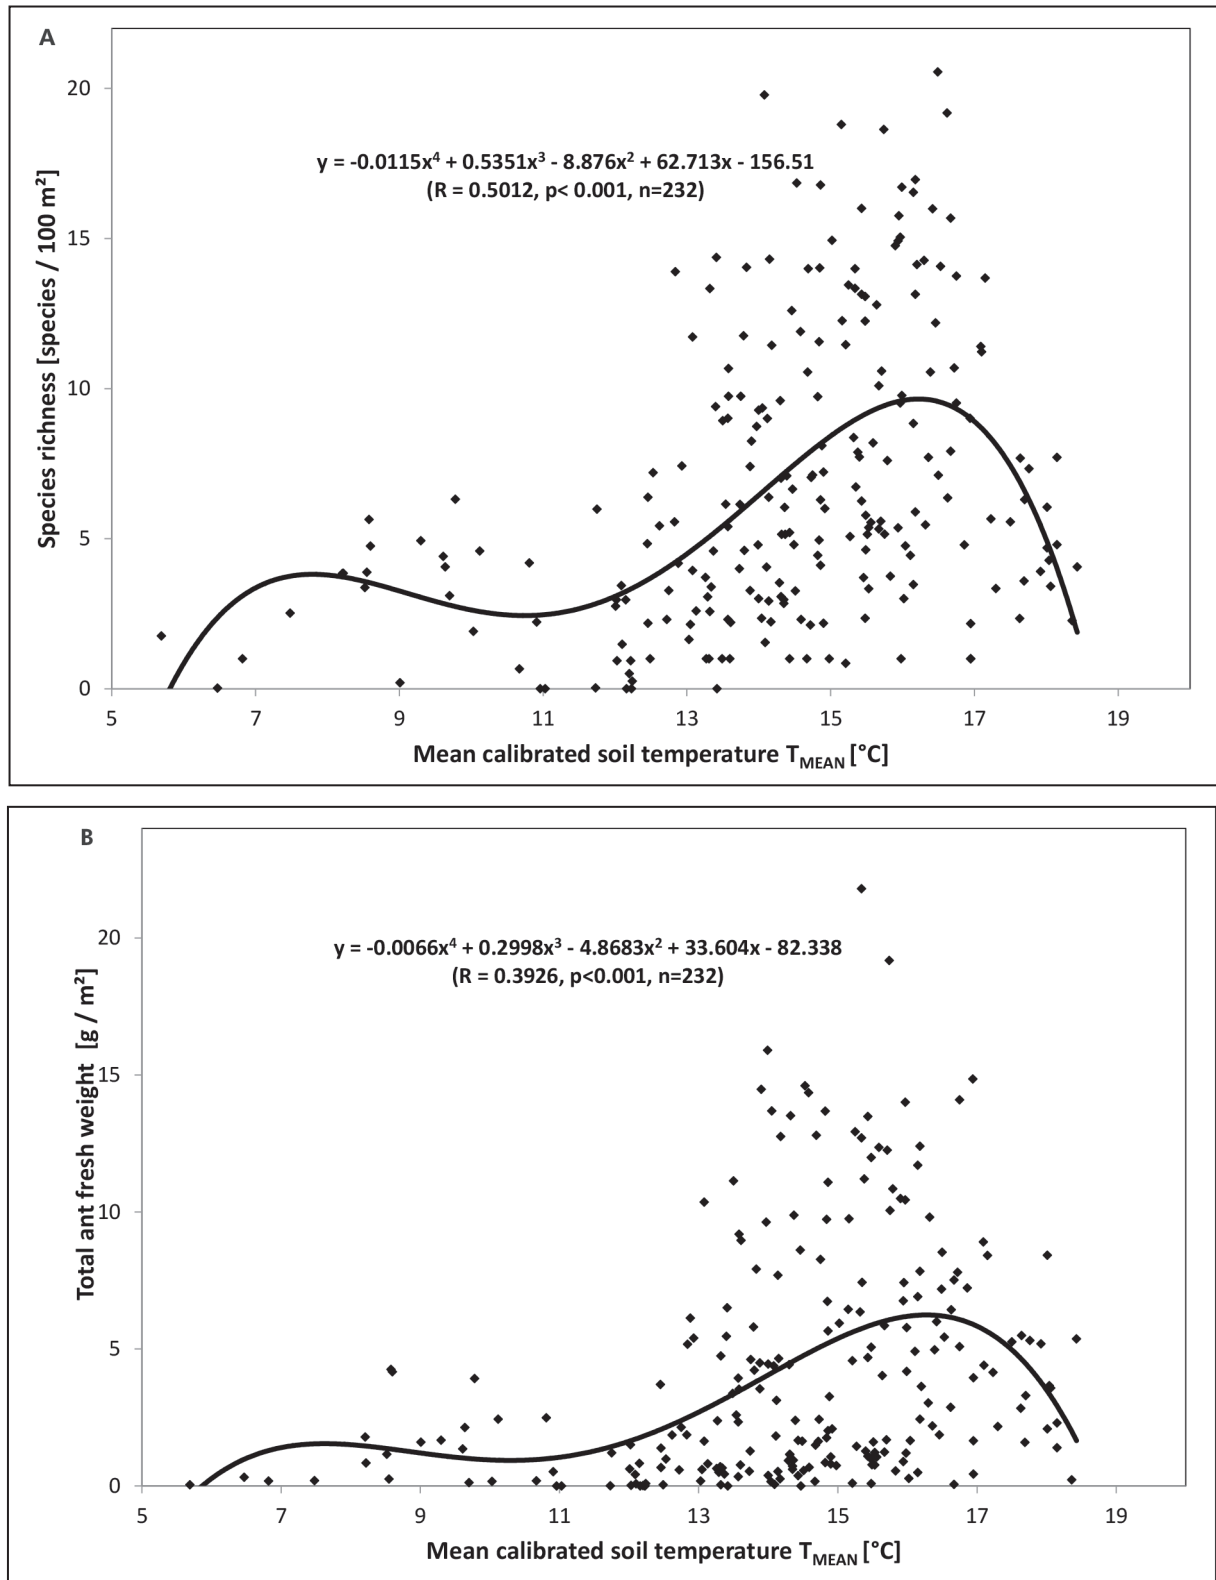 A
20
15
10
5
0
Species richness [species / 100 m²]
y = -0.0115x⁴ + 0.5351x³ - 8.876x² + 62.713x - 156.51
(R = 0.5012, p< 0.001, n=232)
5 7 9 11 13 15 17 19
Mean calibrated soil temperature T_MEAN [°C]
B
20
15
10
5
0
Total ant fresh weight [g / m²]
y = -0.0066x⁴ + 0.2998x³ - 4.8683x² + 33.604x - 82.338
(R = 0.3926, p<0.001, n=232)
5 7 9 11 13 15 17 19
Mean calibrated soil temperature T_MEAN [°C]